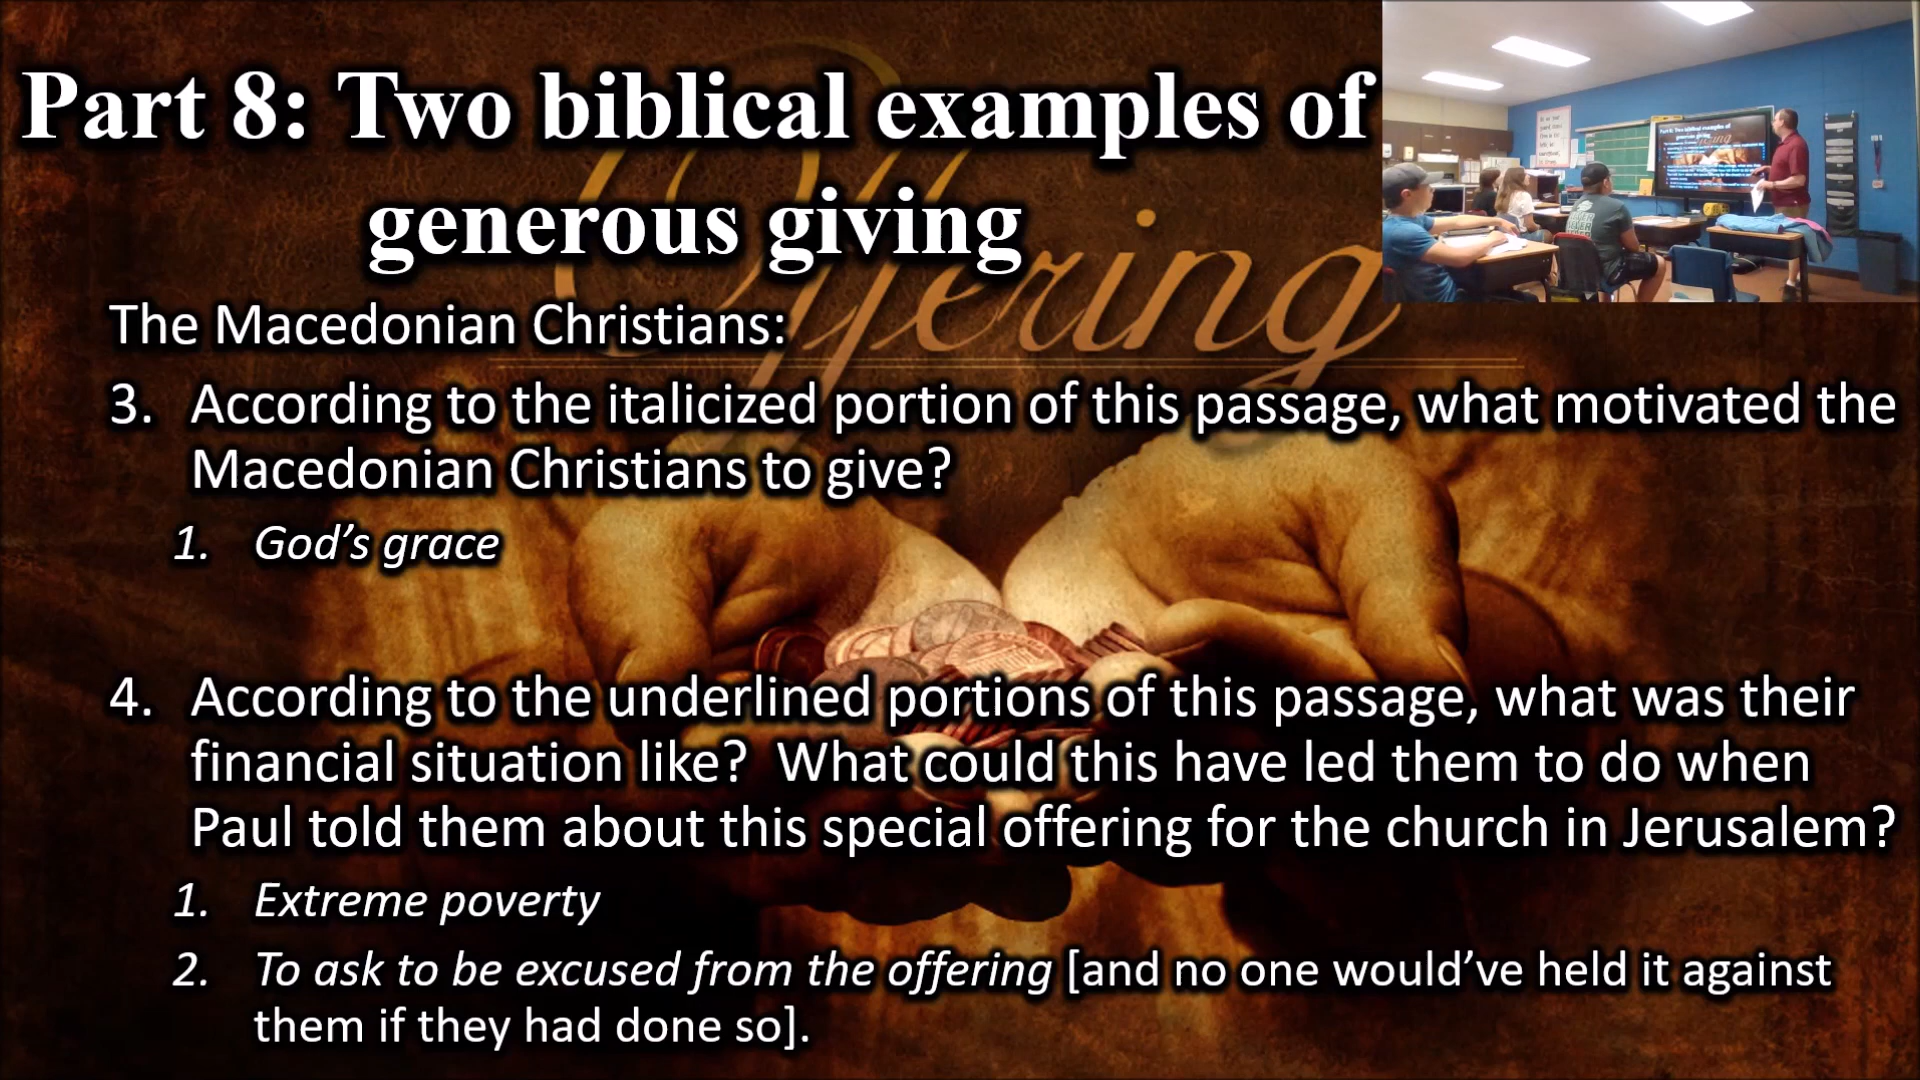 Part 8: Two biblical examples of
generous giving
Offering
The Macedonian Christians:
3. According to the italicized portion of this passage, what motivated the
Macedonian Christians to give?
1. God’s grace
4. According to the underlined portions of this passage, what was their
financial situation like?  What could this have led them to do when
Paul told them about this special offering for the church in Jerusalem?
1. Extreme poverty
2. To ask to be excused from the offering [and no one would’ve held it against
them if they had done so].